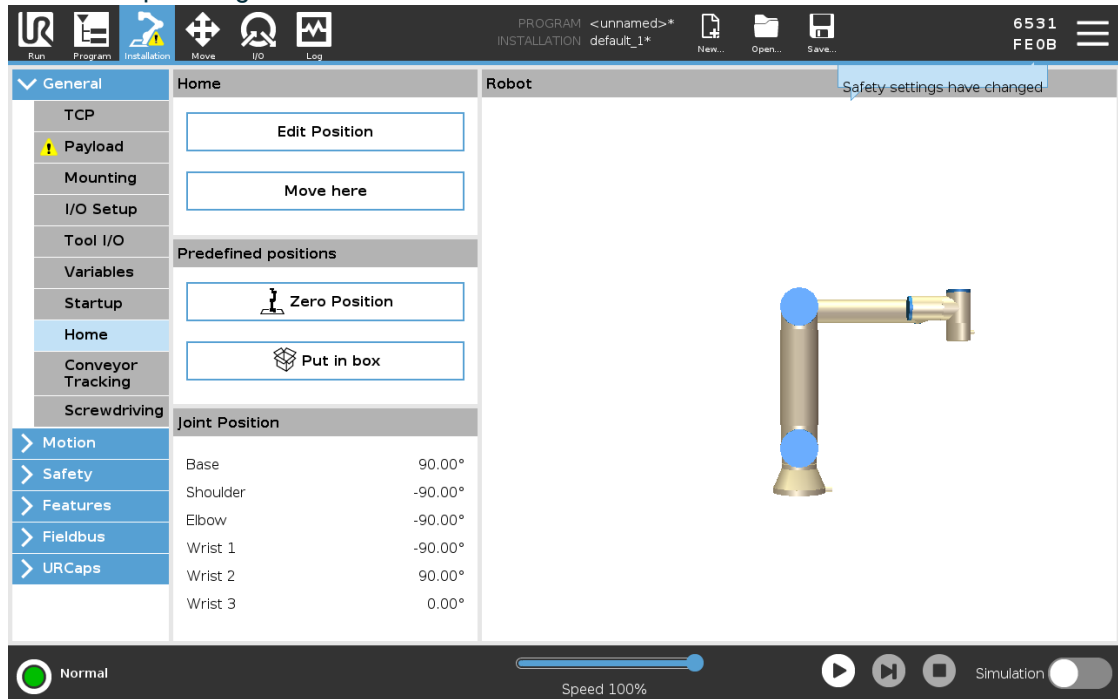 PROGRAM <unnamed>*
INSTALLATION default_1*
6531
FE0B
Run Program Installation Move I/O Log New... Open... Save...
Safety settings have changed
General
TCP
Payload
Mounting
I/O Setup
Tool I/O
Variables
Startup
Home
Conveyor
Tracking
Screwdriving
Motion
Safety
Features
Fieldbus
URCaps
Home
Edit Position
Move here
Predefined positions
Zero Position
Put in box
Joint Position
Base 90.00°
Shoulder -90.00°
Elbow -90.00°
Wrist 1 -90.00°
Wrist 2 90.00°
Wrist 3 0.00°
Robot
Normal
Speed 100%
Simulation